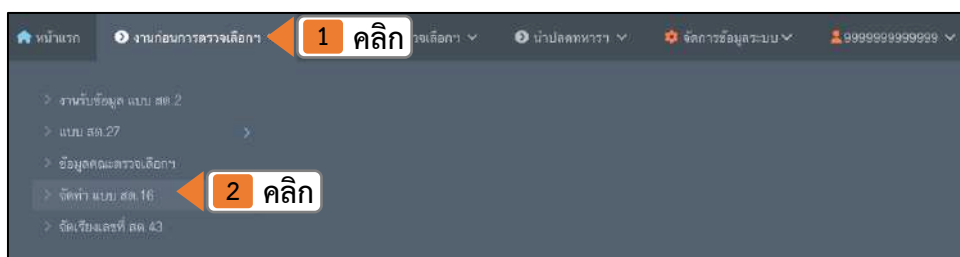 หน้าแรก งานก่อนการตรวจเลือกฯ 1 คลิก วจเลือกฯ นำปลดทหารฯ จัดการข้อมูลระบบ 9999999999999
งานรับข้อมูล แบบ สด.2
แบบ สด.27
ข้อมูลคณะตรวจเลือกฯ
จัดทำ แบบ สด.16 2 คลิก
จัดเรียงเลขที่ สด.43